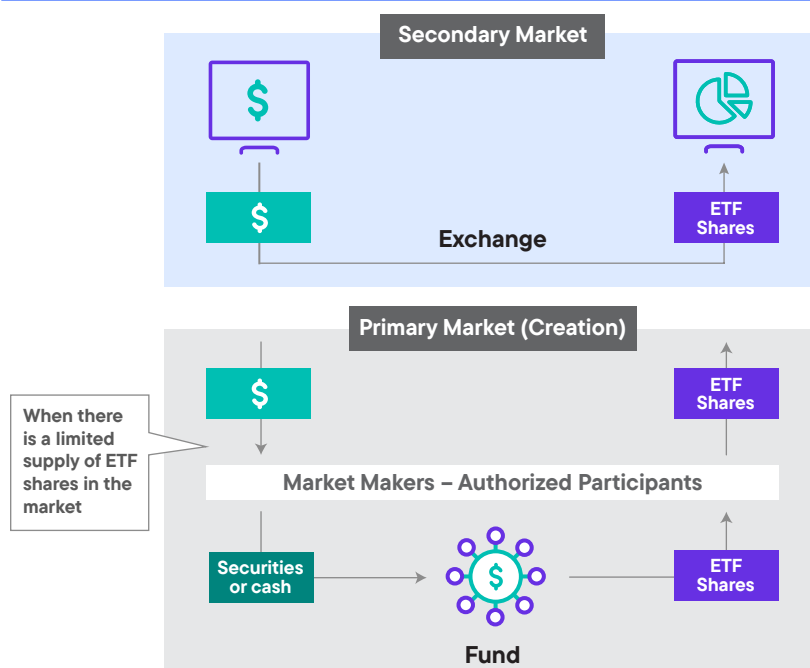 Secondary Market
$
$
ETF
Shares
Exchange
Primary Market (Creation)
$
ETF
Shares
When there
is a limited
supply of ETF
shares in the
market
Market Makers – Authorized Participants
Securities
or cash
$
ETF
Shares
Fund